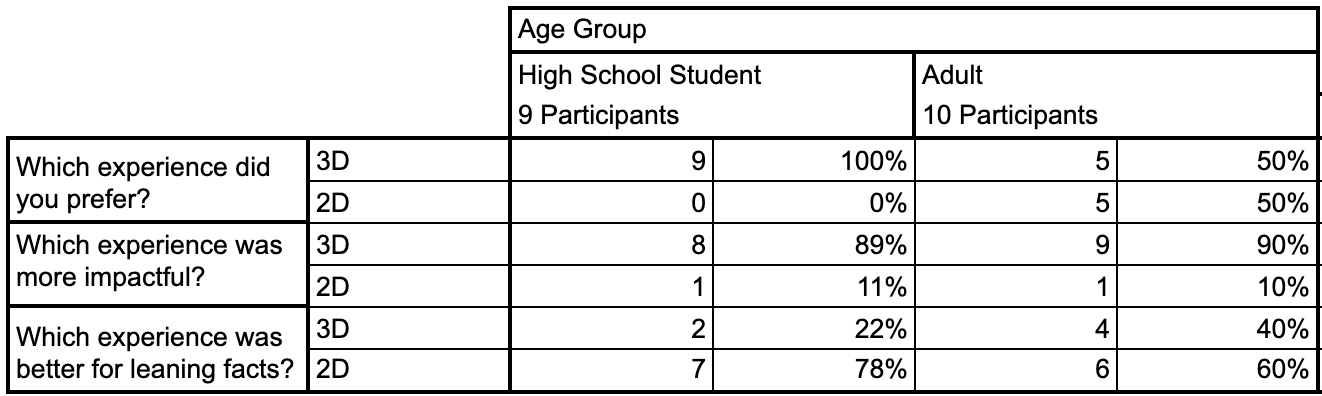 Age Group
High School Student
9 Participants
Adult
10 Participants
Which experience did
you prefer?
3D 9 100% 5 50%
2D 0 0% 5 50%
Which experience was
more impactful?
3D 8 89% 9 90%
2D 1 11% 1 10%
Which experience was
better for leaning facts?
3D 2 22% 4 40%
2D 7 78% 6 60%